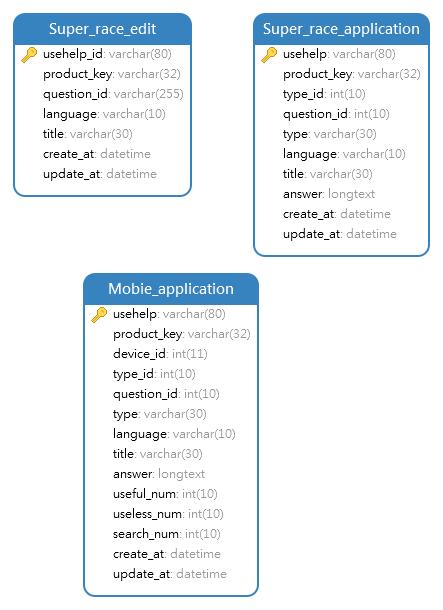 Super_race_edit
usehelp_id: varchar(80)
product_key: varchar(32)
question_id: varchar(255)
language: varchar(10)
title: varchar(30)
create_at: datetime
update_at: datetime
Super_race_application
usehelp: varchar(80)
product_key: varchar(32)
type_id: int(10)
question_id: int(10)
type: varchar(30)
language: varchar(10)
title: varchar(30)
answer: longtext
create_at: datetime
update_at: datetime
Mobie_application
usehelp: varchar(80)
product_key: varchar(32)
device_id: int(11)
type_id: int(10)
question_id: int(10)
type: varchar(30)
language: varchar(10)
title: varchar(30)
answer: longtext
useful_num: int(10)
useless_num: int(10)
search_num: int(10)
create_at: datetime
update_at: datetime